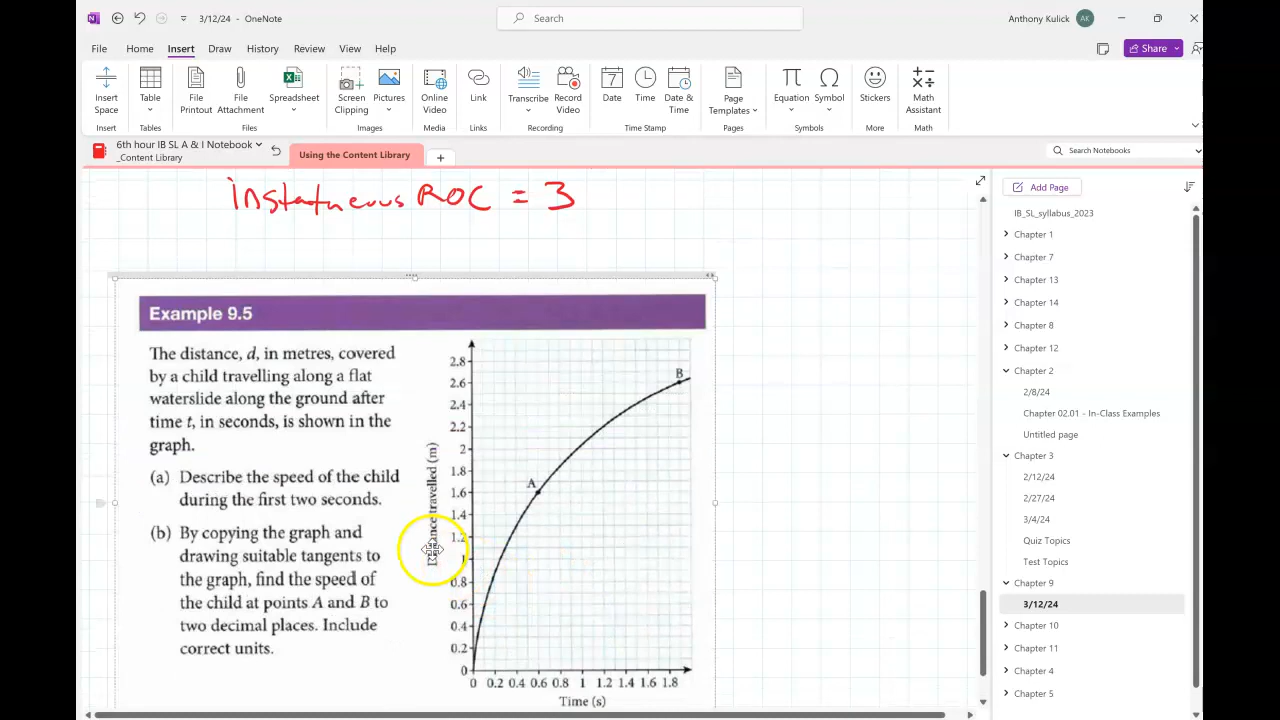 3/12/24 - OneNote
Search
Anthony Kulick
AK
File Home Insert Draw History Review View Help
Share
Insert Space
Table
File Printout
File Attachment
Spreadsheet
Screen Clipping
Pictures
Online Video
Link
Transcribe
Record Video
Date
Time
Date & Time
Page Templates
Equation
Symbol
Stickers
Math Assistant
Insert Tables Files Images Media Links Recording Time Stamp Pages Symbols More Math
6th hour IB SL A & I Notebook
_Content Library
Using the Content Library
Search Notebooks
Add Page
IB_SL_syllabus_2023
Chapter 1
Chapter 7
Chapter 13
Chapter 14
Chapter 8
Chapter 12
Chapter 2
2/8/24
Chapter 02.01 - In-Class Examples
Untitled page
Chapter 3
2/12/24
2/27/24
3/4/24
Quiz Topics
Test Topics
Chapter 9
3/12/24
Chapter 10
Chapter 11
Chapter 4
Chapter 5
instatneous ROC = 3
Example 9.5
The distance, d, in metres, covered
by a child travelling along a flat
waterslide along the ground after
time t, in seconds, is shown in the
graph.
(a) Describe the speed of the child
during the first two seconds.
(b) By copying the graph and
drawing suitable tangents to
the graph, find the speed of
the child at points A and B to
two decimal places. Include
correct units.
2.8
2.6
2.4
2.2
2
1.8
1.6
1.4
1.2
1
0.8
0.6
0.4
0.2
0
A
B
0 0.2 0.4 0.6 0.8 1 1.2 1.4 1.6 1.8
Time (s)
travelled (m)